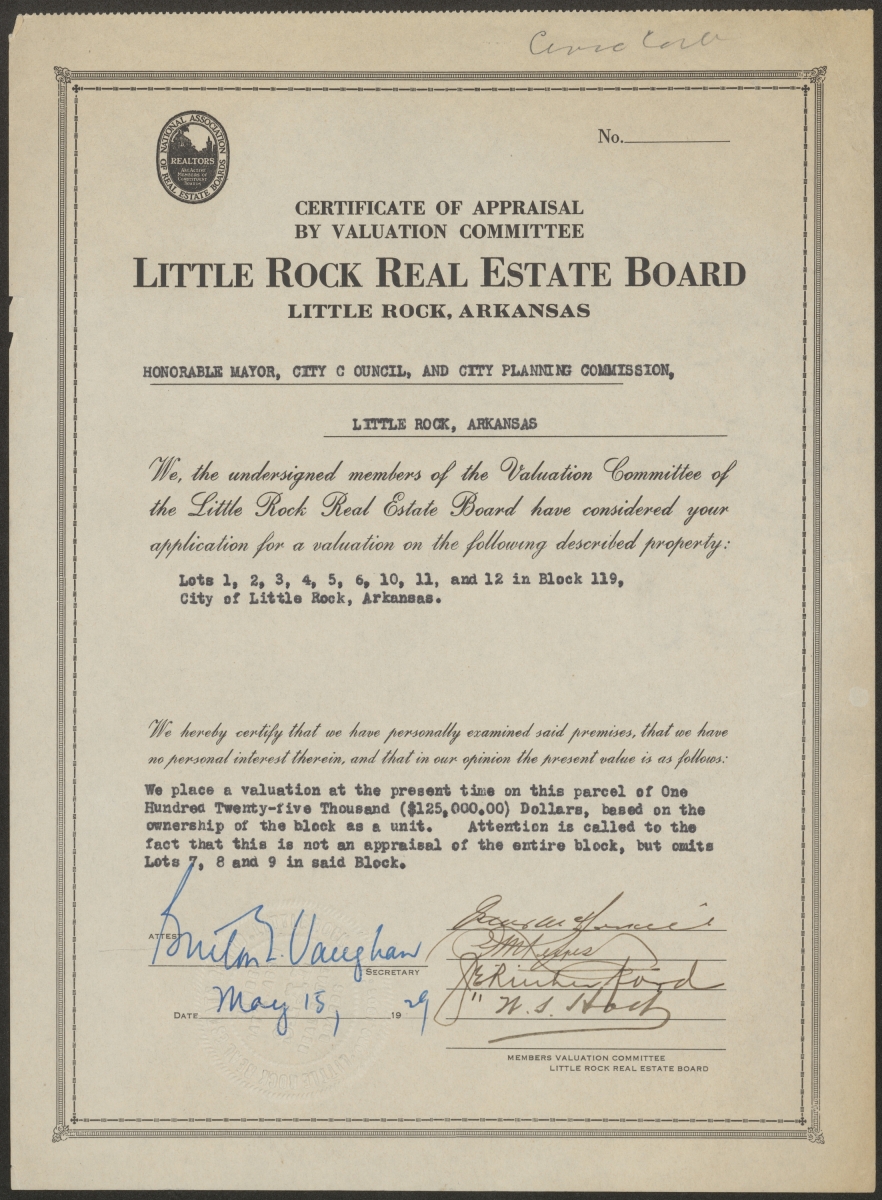 NATIONAL ASSOCIATION OF REAL ESTATE BOARDS
REALTORS
Are Active
Members of
Constituent
Boards
No.
CERTIFICATE OF APPRAISAL
BY VALUATION COMMITTEE
LITTLE ROCK REAL ESTATE BOARD
LITTLE ROCK, ARKANSAS
HONORABLE MAYOR, CITY C OUNCIL, AND CITY PLANNING COMMISSION,
LITTLE ROCK, ARKANSAS
We, the undersigned members of the Valuation Committee of
the Little Rock Real Estate Board have considered your
application for a valuation on the following described property:
Lots 1, 2, 3, 4, 5, 6, 10, 11, and 12 in Block 119,
City of Little Rock, Arkansas.
We hereby certify that we have personally examined said premises, that we have
no personal interest therein, and that in our opinion the present value is as follows:
We place a valuation at the present time on this parcel of One
Hundred Twenty-five Thousand ($125,000.00) Dollars, based on the
ownership of the block as a unit. Attention is called to the
fact that this is not an appraisal of the entire block, but omits
Lots 7, 8 and 9 in said Block.
ATTEST
Vaughan
SECRETARY
DATE May 15, 1929
W. S. Holt
MEMBERS VALUATION COMMITTEE
LITTLE ROCK REAL ESTATE BOARD